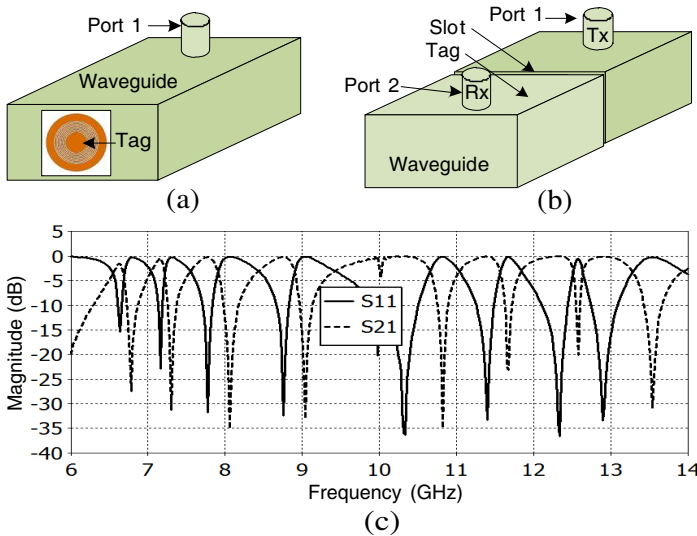 Port 1
Waveguide
Tag
(a)
Port 1
Slot
Tag
Tx
Port 2
Rx
Waveguide
(b)
5
0
-5
-10
-15
-20
-25
-30
-35
-40
Magnitude (dB)
S11
S21
6 7 8 9 10 11 12 13 14
Frequency (GHz)
(c)